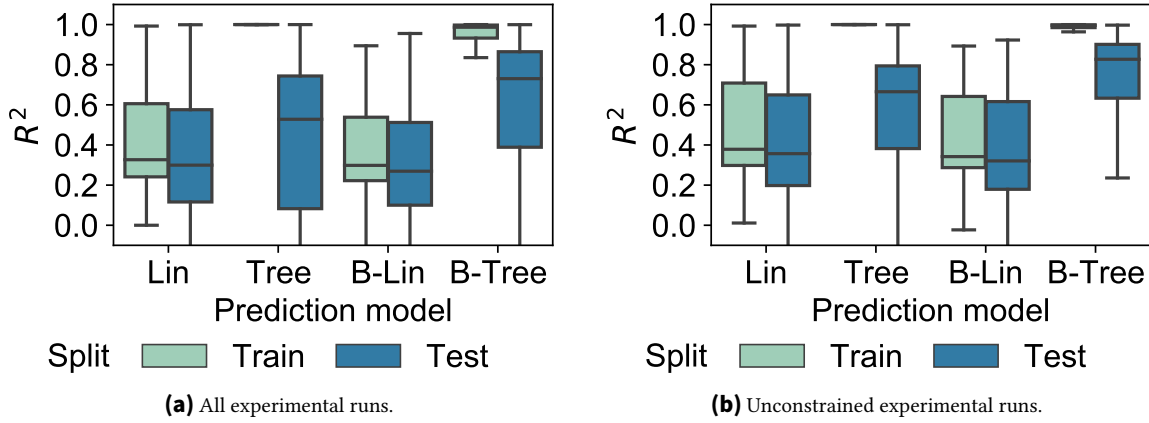 1.0
0.8
0.6
0.4
0.2
0.0
R²
Lin Tree B-Lin B-Tree
Prediction model
Split Train Test
(a) All experimental runs.
1.0
0.8
0.6
0.4
0.2
0.0
R²
Lin Tree B-Lin B-Tree
Prediction model
Split Train Test
(b) Unconstrained experimental runs.